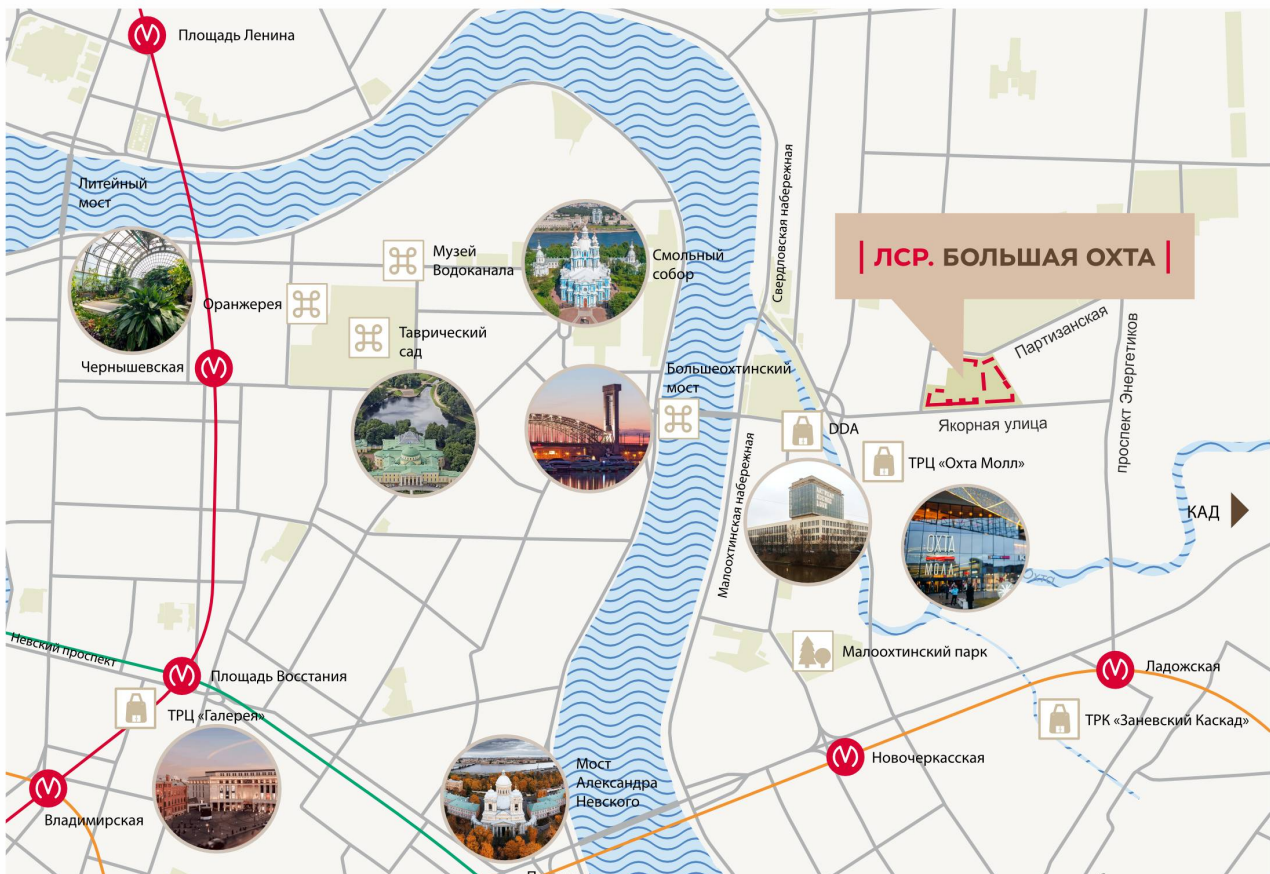 Площадь Ленина
Литейный
мост
Свердловская набережная
Музей
Водоканала
Смольный
собор
| ЛСР. БОЛЬШАЯ ОХТА |
Оранжерея
Таврический
сад
Партизанская
проспект Энергетиков
Чернышевская
Большеохтинский
мост
Якорная улица
DDA
ТРЦ «Охта Молл»
Малоохтинская набережная
КАД
ОХТА
МОЛЛ
Охта
Невский проспект
Малоохтинский парк
Ладожская
Площадь Восстания
ТРЦ «Галерея»
ТРК «Заневский Каскад»
Новочеркасская
Мост
Александра
Невского
Владимирская